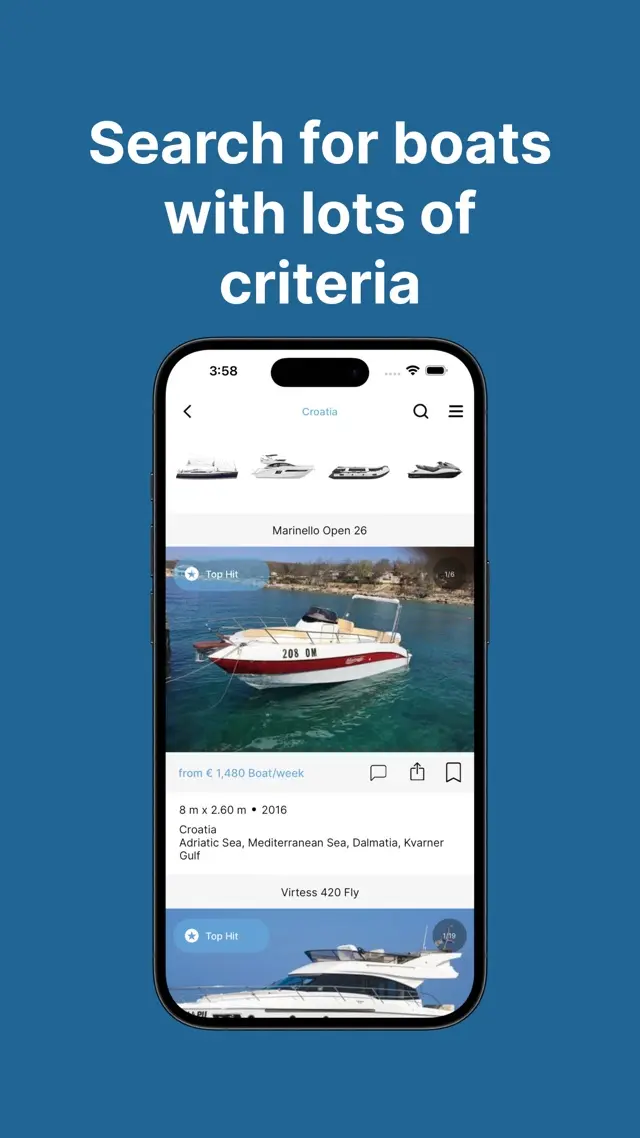 Search for boats
with lots of
criteria
3:58
Croatia
Marinello Open 26
Top Hit
1/6
208 OM
from € 1,480 Boat/week
8 m x 2.60 m • 2016
Croatia
Adriatic Sea, Mediterranean Sea, Dalmatia, Kvarner
Gulf
Virtess 420 Fly
Top Hit
1/19